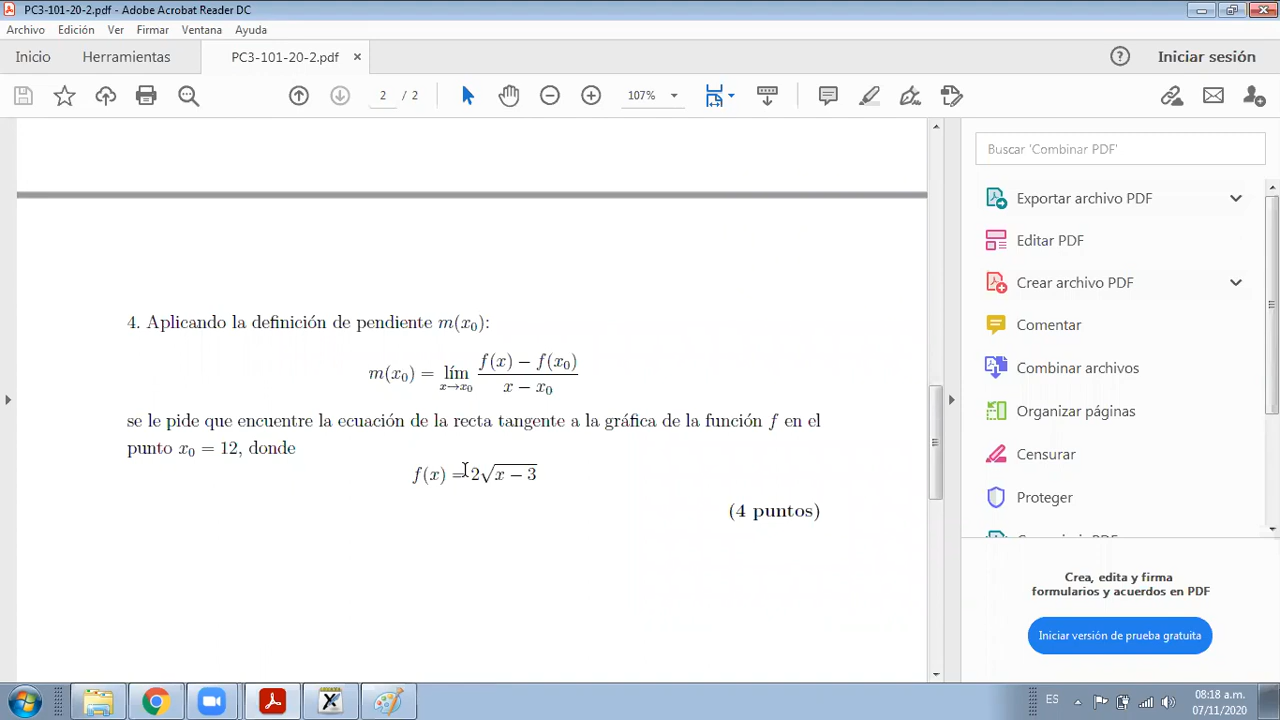 PC3-101-20-2.pdf - Adobe Acrobat Reader DC
Archivo Edición Ver Firmar Ventana Ayuda
Inicio Herramientas PC3-101-20-2.pdf × ? Iniciar sesión
2 / 2 107%
Buscar 'Combinar PDF'
Exportar archivo PDF
Editar PDF
Crear archivo PDF
Comentar
Combinar archivos
Organizar páginas
Censurar
Proteger
4. Aplicando la definición de pendiente m(x₀):
m(x₀) = lím x→x₀ (f(x) − f(x₀)) / (x − x₀)
se le pide que encuentre la ecuación de la recta tangente a la gráfica de la función f en el
punto x₀ = 12, donde
f(x) = 2√(x − 3)
(4 puntos)
Crea, edita y firma
formularios y acuerdos en PDF
Iniciar versión de prueba gratuita
ES 08:18 a.m.
07/11/2020